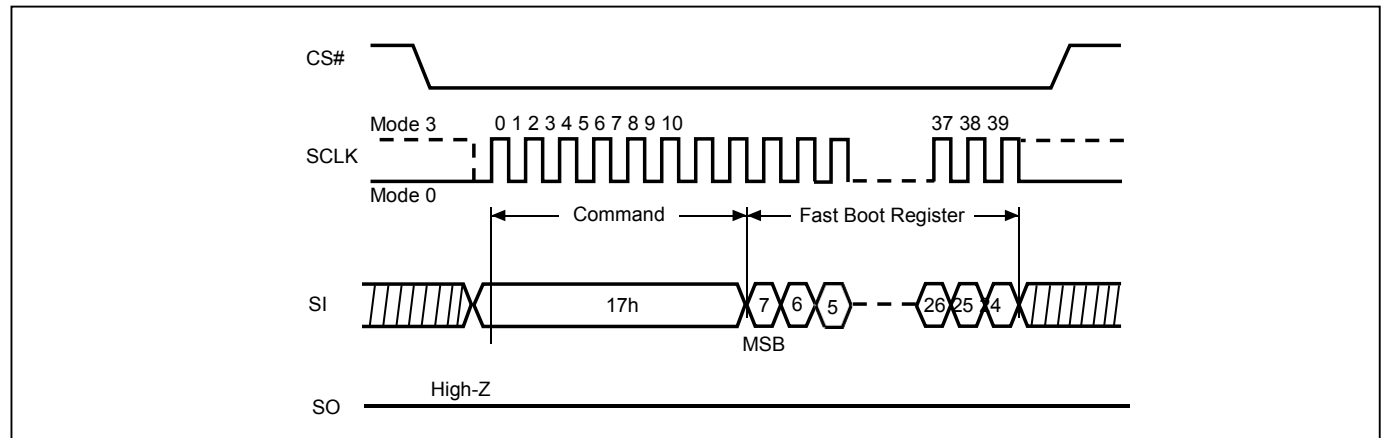 CS#
Mode 3
0 1 2 3 4 5 6 7 8 9 10
37 38 39
SCLK
Mode 0
Command
Fast Boot Register
SI
17h
7
6
5
26
25
24
MSB
High-Z
SO